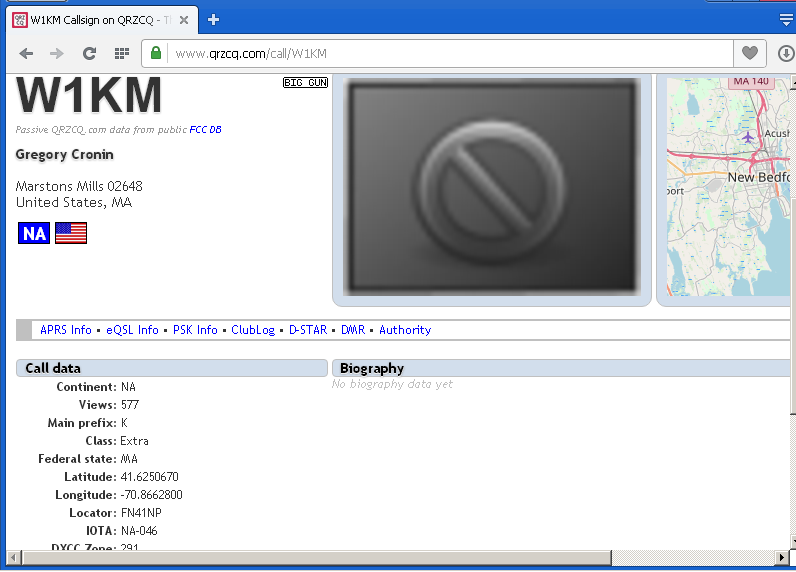 W1KM Callsign on QRZCQ - T
www.qrzcq.com/call/W1KM
W1KM
BIG GUN
Passive QRZCQ.com data from public FCC DB
Gregory Cronin
Marstons Mills 02648
United States, MA
NA
MA 140
Acush
New Bedfo
port
APRS Info • eQSL Info • PSK Info • ClubLog • D-STAR • DMR • Authority
Call data
Biography
Continent: NA
No biography data yet
Views: 577
Main prefix: K
Class: Extra
Federal state: MA
Latitude: 41.6250670
Longitude: -70.8662800
Locator: FN41NP
IOTA: NA-046
DXCC Zone: 291